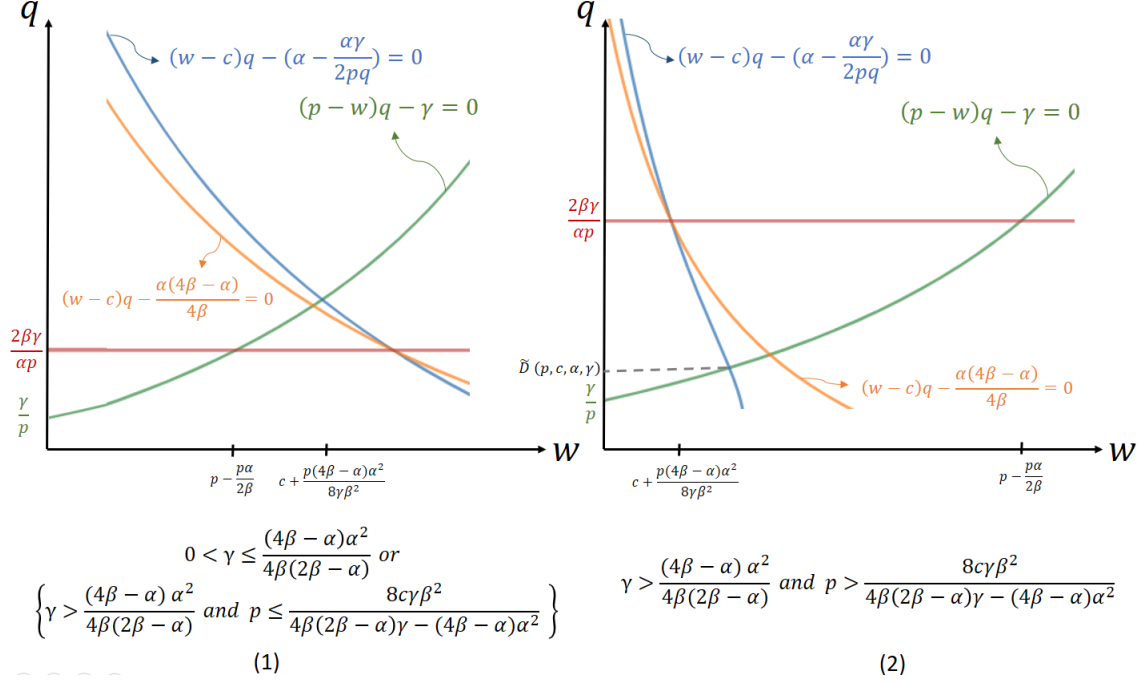 q
(w − c)q − (α − αγ/2pq) = 0
(p − w)q − γ = 0
(w − c)q − α(4β − α)/4β = 0
2βγ/αp
γ/p
w
p − pα/2β
c + p(4β − α)α²/8γβ²
0 < γ ≤ (4β − α)α²/4β(2β − α) or
{γ > (4β − α) α²/4β(2β − α) and p ≤ 8cγβ²/4β(2β − α)γ − (4β − α)α²}
(1)
q
(w − c)q − (α − αγ/2pq) = 0
(p − w)q − γ = 0
2βγ/αp
D̃ (p, c, α, γ)
γ/p
(w − c)q − α(4β − α)/4β = 0
w
c + p(4β − α)α²/8γβ²
p − pα/2β
γ > (4β − α) α²/4β(2β − α) and p > 8cγβ²/4β(2β − α)γ − (4β − α)α²
(2)